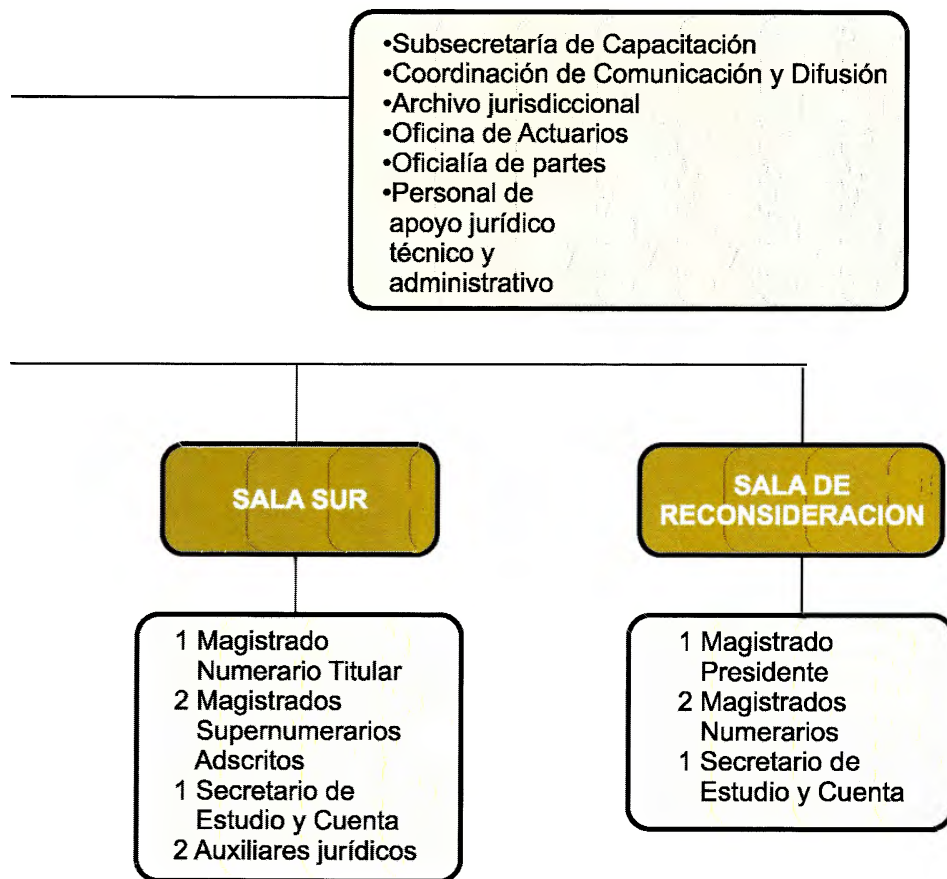 •Subsecretaría de Capacitación
•Coordinación de Comunicación y Difusión
•Archivo jurisdiccional
•Oficina de Actuarios
•Oficialía de partes
•Personal de
apoyo jurídico
técnico y
administrativo
SALA SUR
1 Magistrado
Numerario Titular
2 Magistrados
Supernumerarios
Adscritos
1 Secretario de
Estudio y Cuenta
2 Auxiliares jurídicos
SALA DE
RECONSIDERACION
1 Magistrado
Presidente
2 Magistrados
Numerarios
1 Secretario de
Estudio y Cuenta